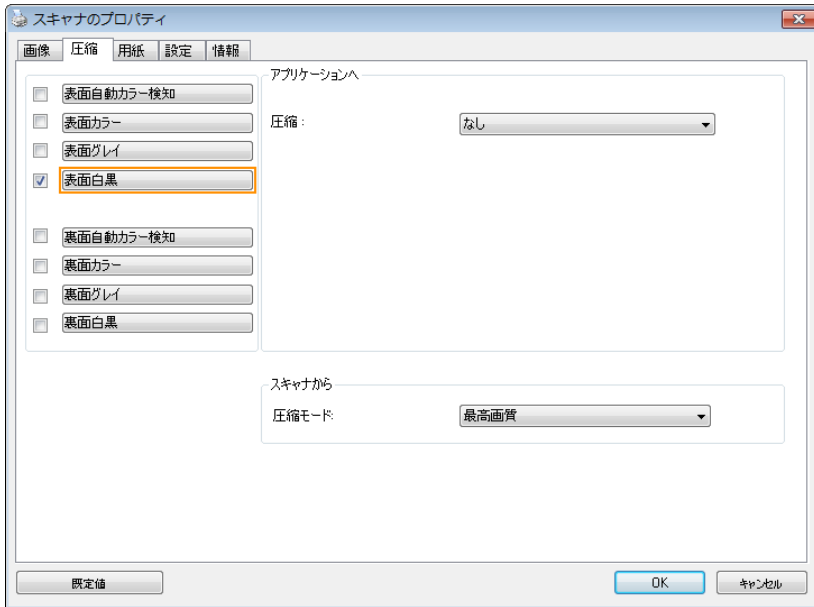 スキャナのプロパティ
画像 圧縮 用紙 設定 情報
表面自動カラー検知
表面カラー
表面グレイ
表面白黒
裏面自動カラー検知
裏面カラー
裏面グレイ
裏面白黒
アプリケーションへ
圧縮: なし
スキャナから
圧縮モード: 最高画質
既定値 OK キャンセル